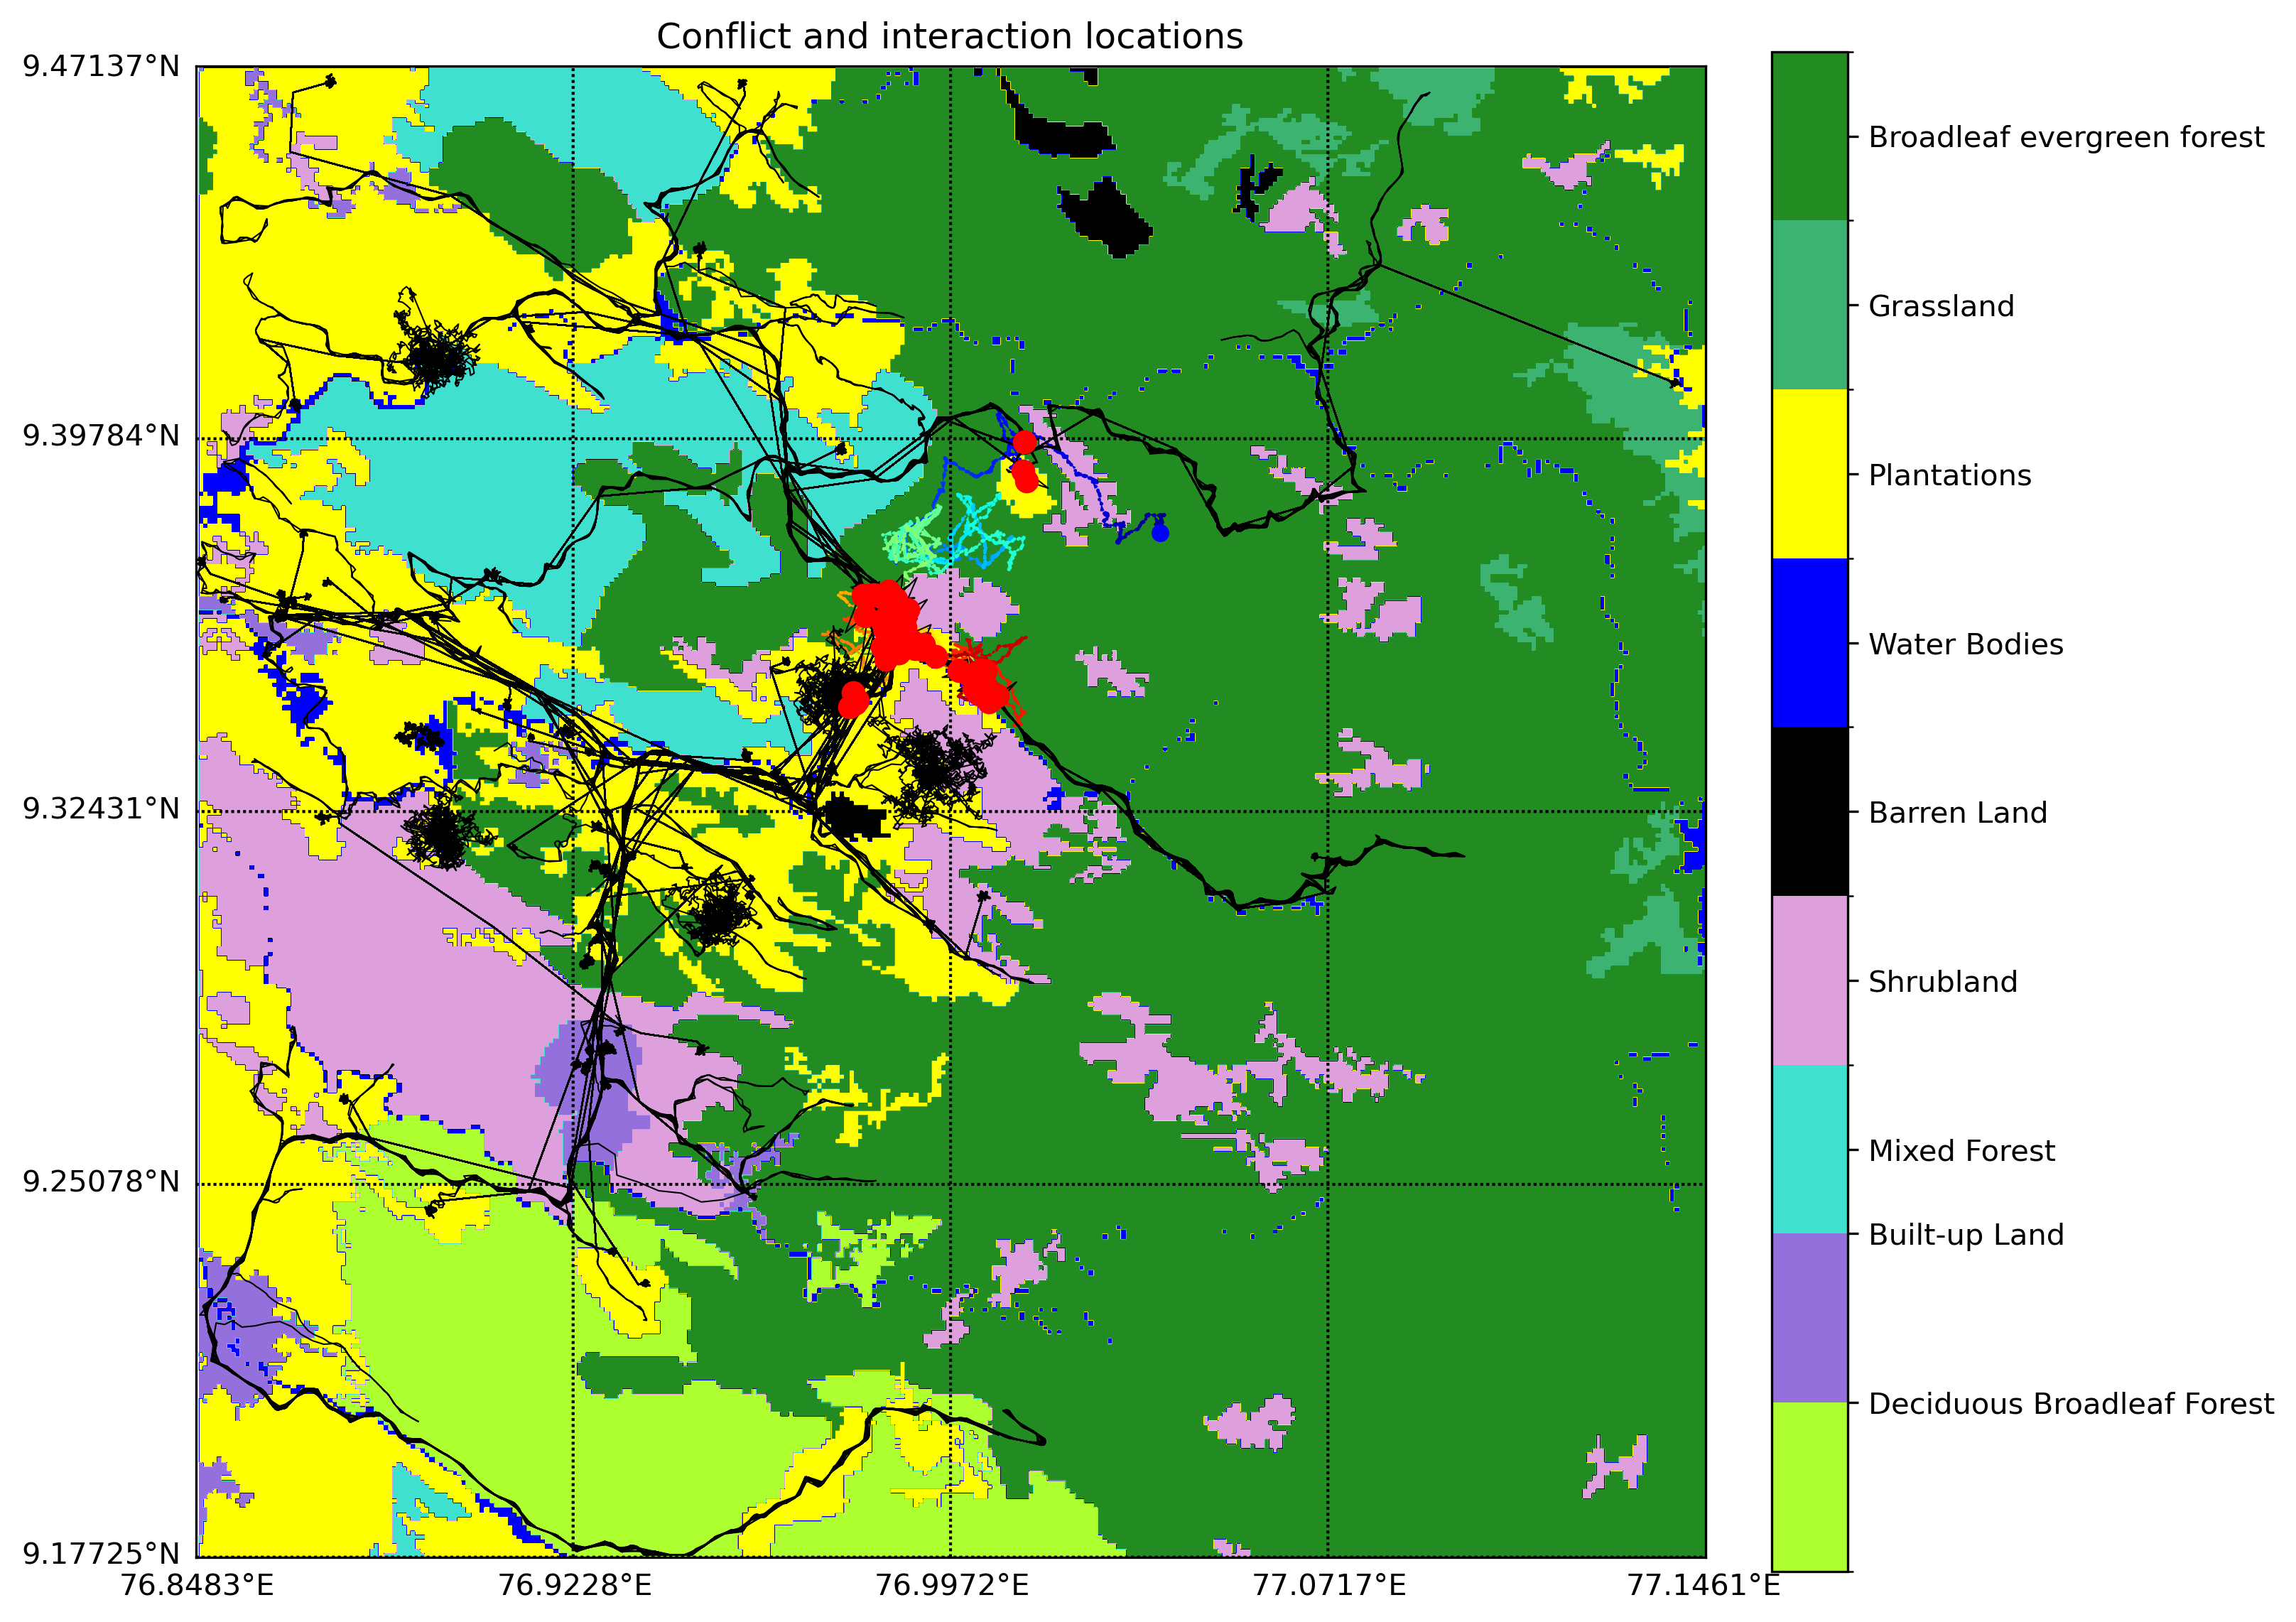 Conflict and interaction locations
9.47137°N
9.39784°N
9.32431°N
9.25078°N
9.17725°N
76.8483°E
76.9228°E
76.9972°E
77.0717°E
77.1461°E
Broadleaf evergreen forest
Grassland
Plantations
Water Bodies
Barren Land
Shrubland
Mixed Forest
Built-up Land
Deciduous Broadleaf Forest